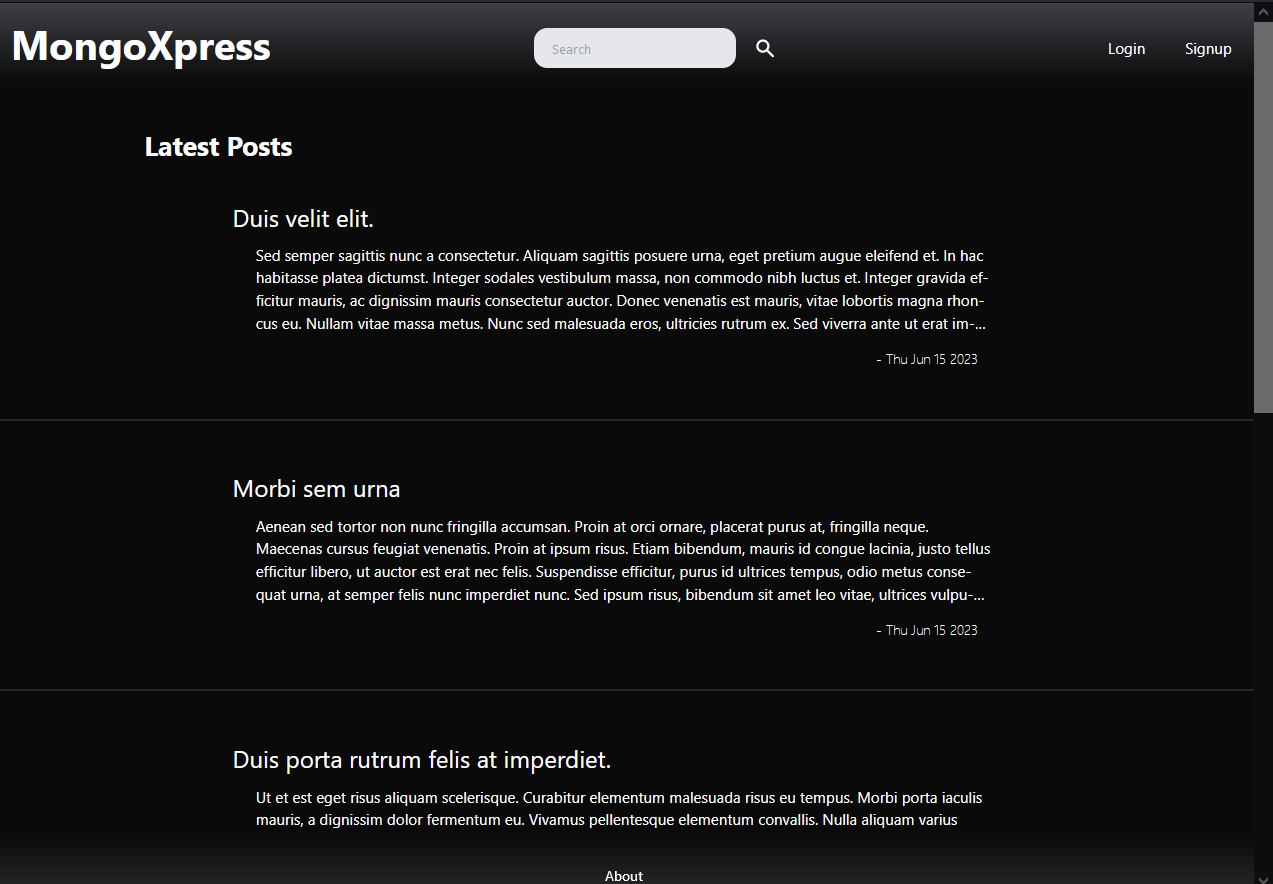 MongoXpress
Search
Login
Signup
Latest Posts
Duis velit elit.
Sed semper sagittis nunc a consectetur. Aliquam sagittis posuere urna, eget pretium augue eleifend et. In hac
habitasse platea dictumst. Integer sodales vestibulum massa, non commodo nibh luctus et. Integer gravida ef-
ficitur mauris, ac dignissim mauris consectetur auctor. Donec venenatis est mauris, vitae lobortis magna rhon-
cus eu. Nullam vitae massa metus. Nunc sed malesuada eros, ultricies rutrum ex. Sed viverra ante ut erat im-...
- Thu Jun 15 2023
Morbi sem urna
Aenean sed tortor non nunc fringilla accumsan. Proin at orci ornare, placerat purus at, fringilla neque.
Maecenas cursus feugiat venenatis. Proin at ipsum risus. Etiam bibendum, mauris id congue lacinia, justo tellus
efficitur libero, ut auctor est erat nec felis. Suspendisse efficitur, purus id ultrices tempus, odio metus conse-
quat urna, at semper felis nunc imperdiet nunc. Sed ipsum risus, bibendum sit amet leo vitae, ultrices vulpu-...
- Thu Jun 15 2023
Duis porta rutrum felis at imperdiet.
Ut et est eget risus aliquam scelerisque. Curabitur elementum malesuada risus eu tempus. Morbi porta iaculis
mauris, a dignissim dolor fermentum eu. Vivamus pellentesque elementum convallis. Nulla aliquam varius
About